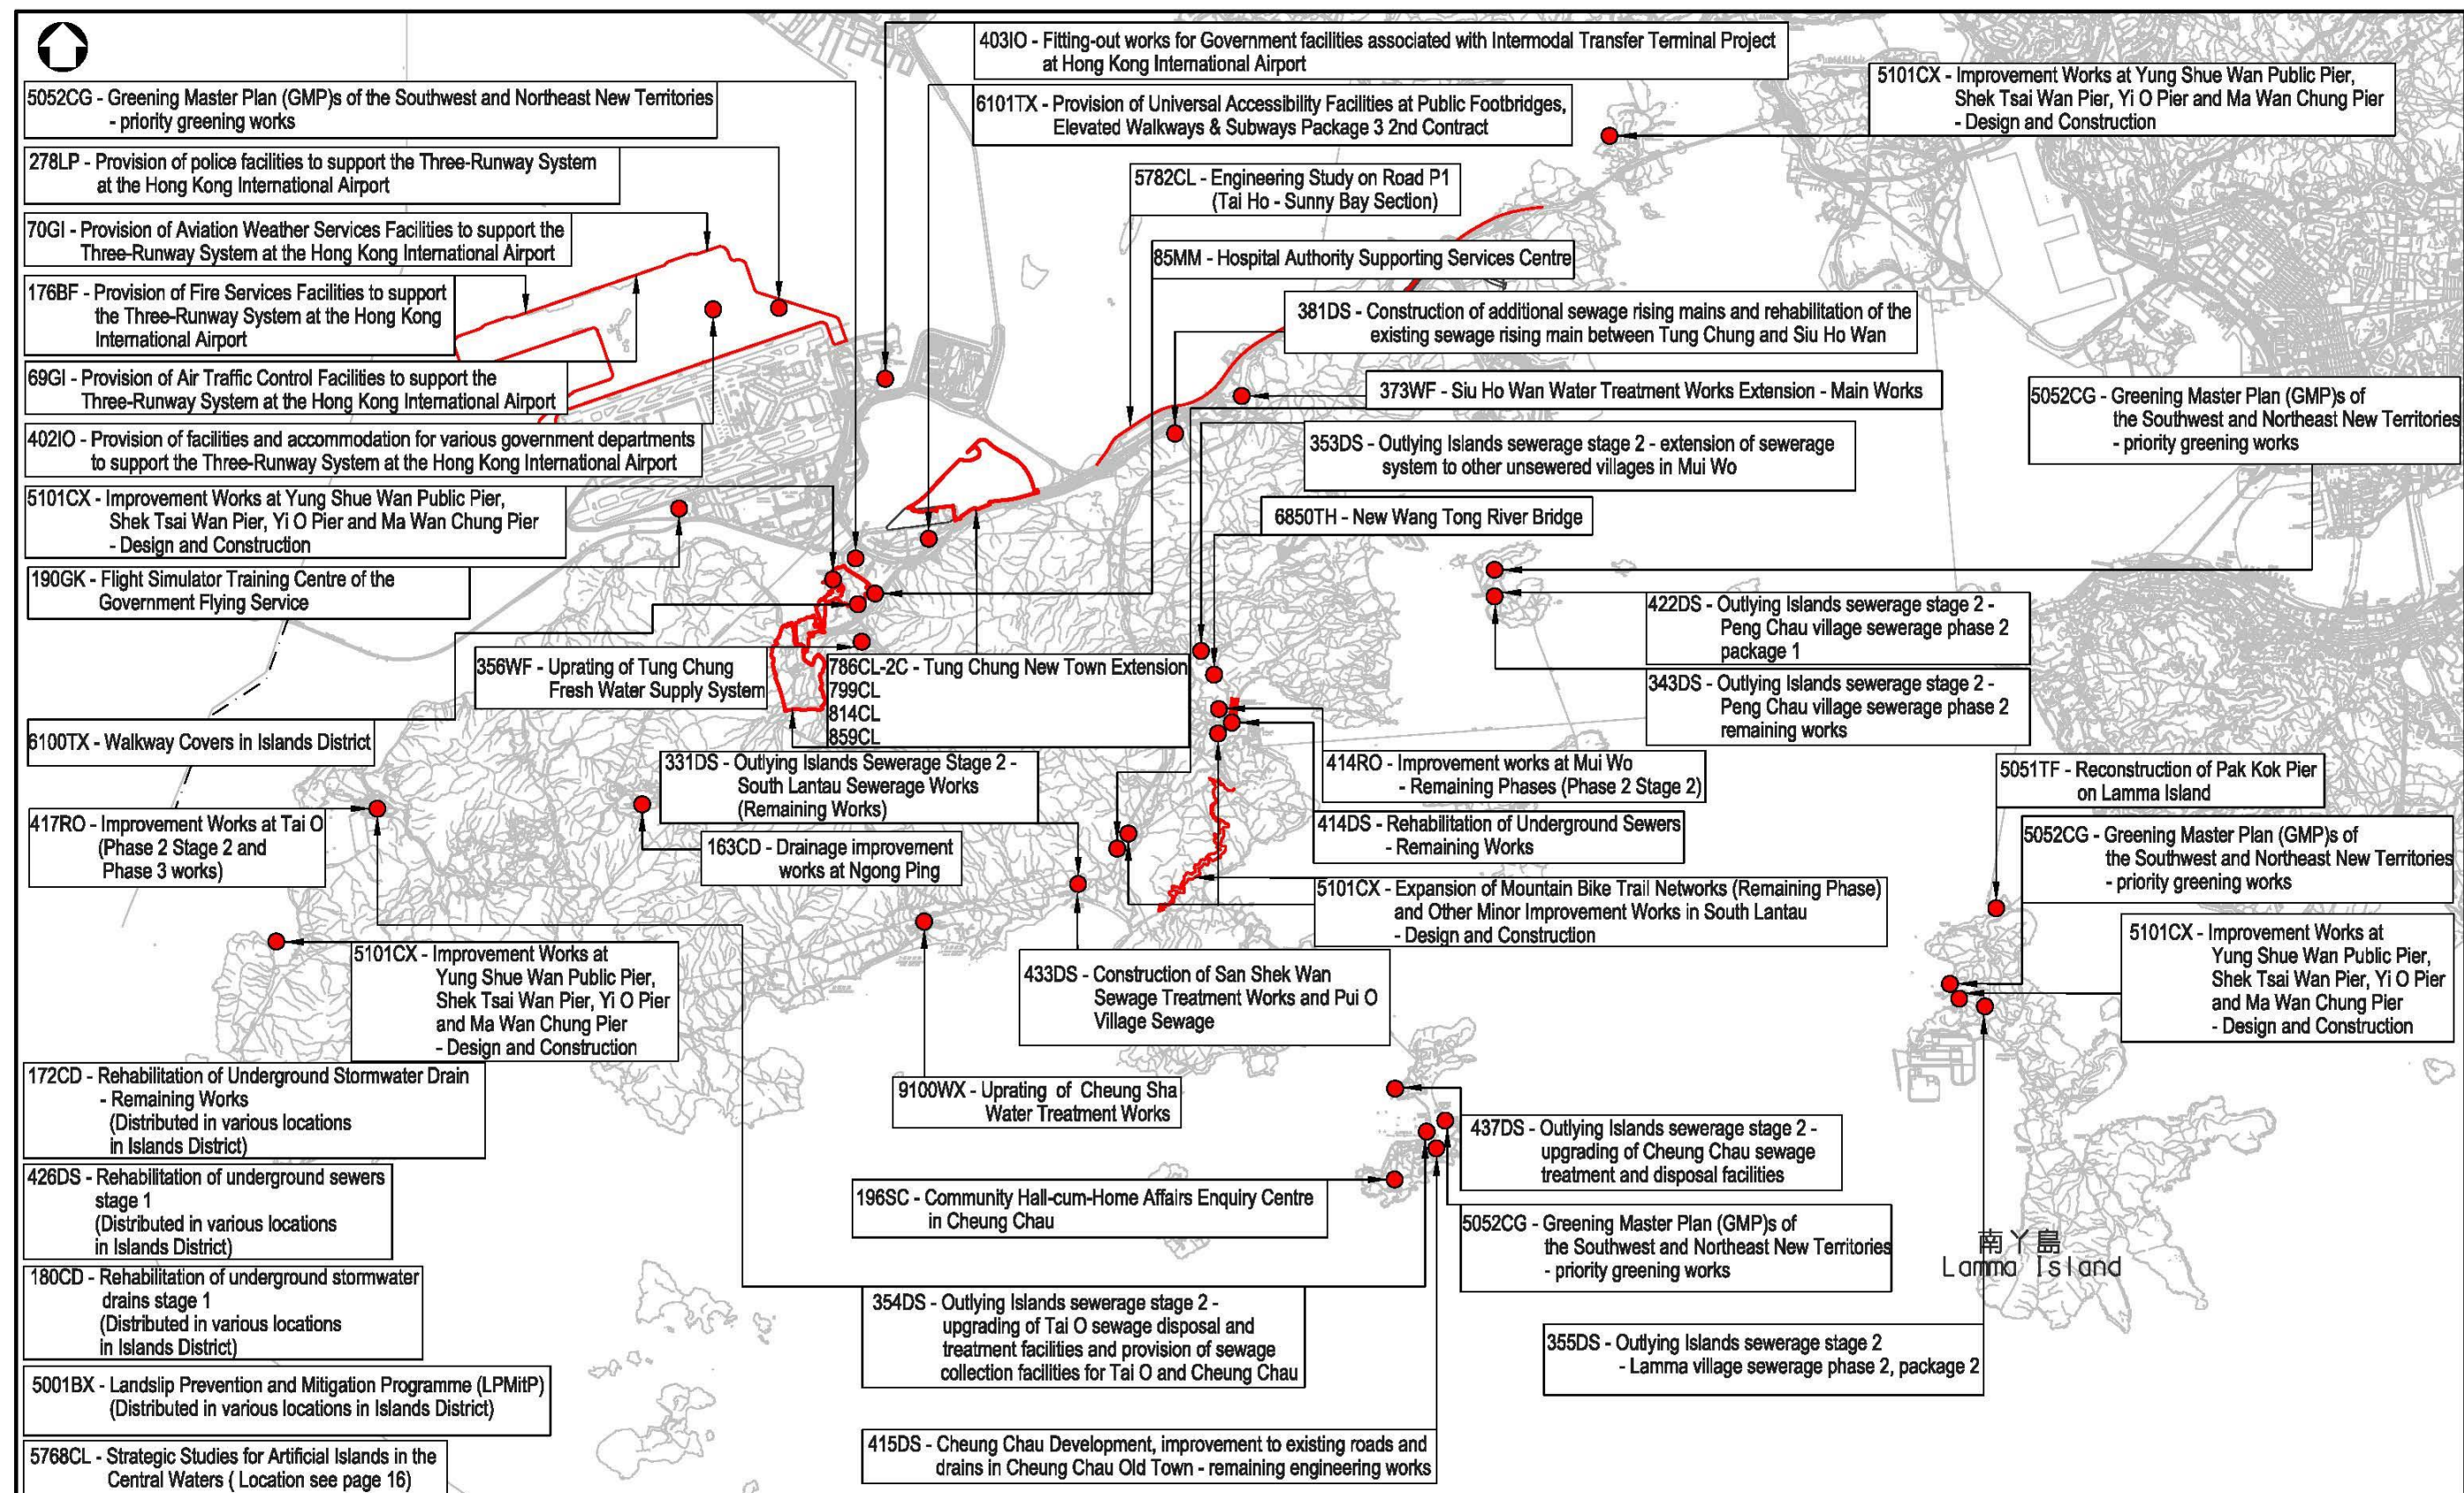 403IO - Fitting-out works for Government facilities associated with Intermodal Transfer Terminal Project
at Hong Kong International Airport
5101CX - Improvement Works at Yung Shue Wan Public Pier,
Shek Tsai Wan Pier, Yi O Pier and Ma Wan Chung Pier
- Design and Construction
5052CG - Greening Master Plan (GMP)s of the Southwest and Northeast New Territories
- priority greening works
6101TX - Provision of Universal Accessibility Facilities at Public Footbridges,
Elevated Walkways & Subways Package 3 2nd Contract
278LP - Provision of police facilities to support the Three-Runway System
at the Hong Kong International Airport
5782CL - Engineering Study on Road P1
(Tai Ho - Sunny Bay Section)
70GI - Provision of Aviation Weather Services Facilities to support the
Three-Runway System at the Hong Kong International Airport
85MM - Hospital Authority Supporting Services Centre
176BF - Provision of Fire Services Facilities to support
the Three-Runway System at the Hong Kong
International Airport
381DS - Construction of additional sewage rising mains and rehabilitation of the
existing sewage rising main between Tung Chung and Siu Ho Wan
69GI - Provision of Air Traffic Control Facilities to support the
Three-Runway System at the Hong Kong International Airport
373WF - Siu Ho Wan Water Treatment Works Extension - Main Works
5052CG - Greening Master Plan (GMP)s of
the Southwest and Northeast New Territories
- priority greening works
402IO - Provision of facilities and accommodation for various government departments
to support the Three-Runway System at the Hong Kong International Airport
353DS - Outlying Islands sewerage stage 2 - extension of sewerage
system to other unsewered villages in Mui Wo
5101CX - Improvement Works at Yung Shue Wan Public Pier,
Shek Tsai Wan Pier, Yi O Pier and Ma Wan Chung Pier
- Design and Construction
6850TH - New Wang Tong River Bridge
190GK - Flight Simulator Training Centre of the
Government Flying Service
422DS - Outlying Islands sewerage stage 2 -
Peng Chau village sewerage phase 2
package 1
356WF - Uprating of Tung Chung
Fresh Water Supply System
786CL-2C - Tung Chung New Town Extension
799CL
814CL
859CL
343DS - Outlying Islands sewerage stage 2 -
Peng Chau village sewerage phase 2
remaining works
6100TX - Walkway Covers in Islands District
331DS - Outlying Islands Sewerage Stage 2 -
South Lantau Sewerage Works
(Remaining Works)
414RO - Improvement works at Mui Wo
- Remaining Phases (Phase 2 Stage 2)
5051TF - Reconstruction of Pak Kok Pier
on Lamma Island
417RO - Improvement Works at Tai O
(Phase 2 Stage 2 and
Phase 3 works)
163CD - Drainage improvement
works at Ngong Ping
414DS - Rehabilitation of Underground Sewers
- Remaining Works
5052CG - Greening Master Plan (GMP)s of
the Southwest and Northeast New Territories
- priority greening works
5101CX - Expansion of Mountain Bike Trail Networks (Remaining Phase)
and Other Minor Improvement Works in South Lantau
- Design and Construction
5101CX - Improvement Works at
Yung Shue Wan Public Pier,
Shek Tsai Wan Pier, Yi O Pier
and Ma Wan Chung Pier
- Design and Construction
5101CX - Improvement Works at
Yung Shue Wan Public Pier,
Shek Tsai Wan Pier, Yi O Pier
and Ma Wan Chung Pier
- Design and Construction
433DS - Construction of San Shek Wan
Sewage Treatment Works and Pui O
Village Sewage
172CD - Rehabilitation of Underground Stormwater Drain
- Remaining Works
(Distributed in various locations
in Islands District)
9100WX - Uprating of Cheung Sha
Water Treatment Works
437DS - Outlying Islands sewerage stage 2 -
upgrading of Cheung Chau sewage
treatment and disposal facilities
426DS - Rehabilitation of underground sewers
stage 1
(Distributed in various locations
in Islands District)
196SC - Community Hall-cum-Home Affairs Enquiry Centre
in Cheung Chau
5052CG - Greening Master Plan (GMP)s of
the Southwest and Northeast New Territories
- priority greening works
南丫島
Lamma Island
180CD - Rehabilitation of underground stormwater
drains stage 1
(Distributed in various locations
in Islands District)
354DS - Outlying Islands sewerage stage 2 -
upgrading of Tai O sewage disposal and
treatment facilities and provision of sewage
collection facilities for Tai O and Cheung Chau
355DS - Outlying Islands sewerage stage 2
- Lamma village sewerage phase 2, package 2
5001BX - Landslip Prevention and Mitigation Programme (LPMitP)
(Distributed in various locations in Islands District)
415DS - Cheung Chau Development, improvement to existing roads and
drains in Cheung Chau Old Town - remaining engineering works
5768CL - Strategic Studies for Artificial Islands in the
Central Waters ( Location see page 16)